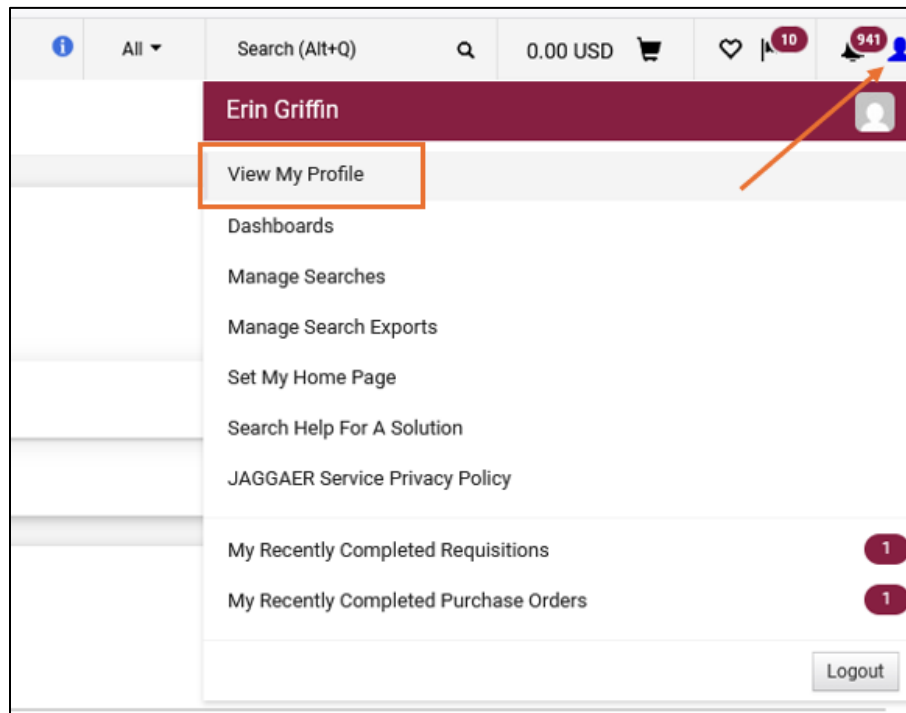 All
Search (Alt+Q)
0.00 USD
10
941
Erin Griffin
View My Profile
Dashboards
Manage Searches
Manage Search Exports
Set My Home Page
Search Help For A Solution
JAGGAER Service Privacy Policy
My Recently Completed Requisitions 1
My Recently Completed Purchase Orders 1
Logout